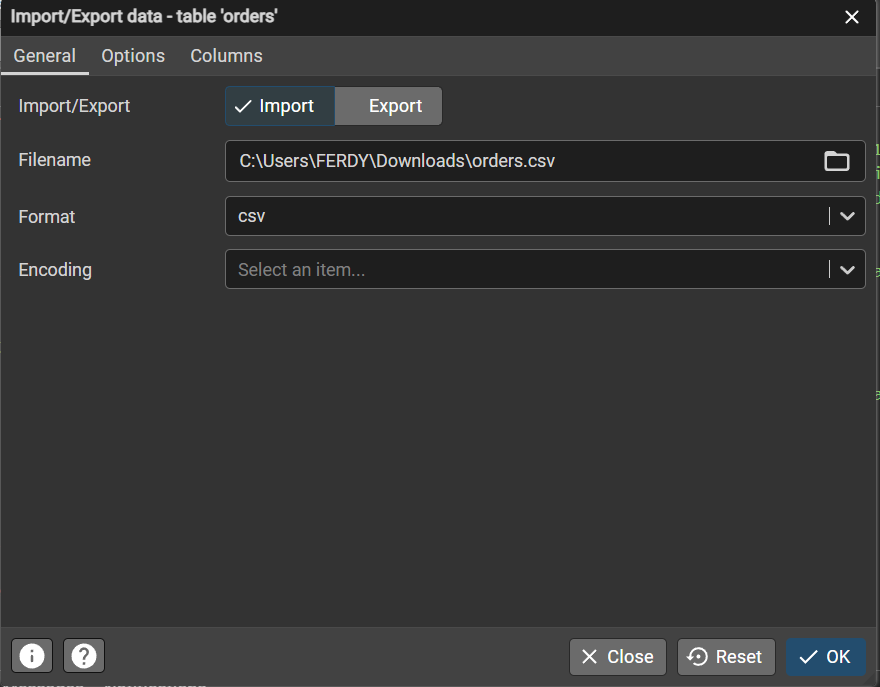 Import/Export data - table 'orders'
General Options Columns
Import/Export Import Export
Filename C:\Users\FERDY\Downloads\orders.csv
Format csv
Encoding Select an item...
Close Reset OK